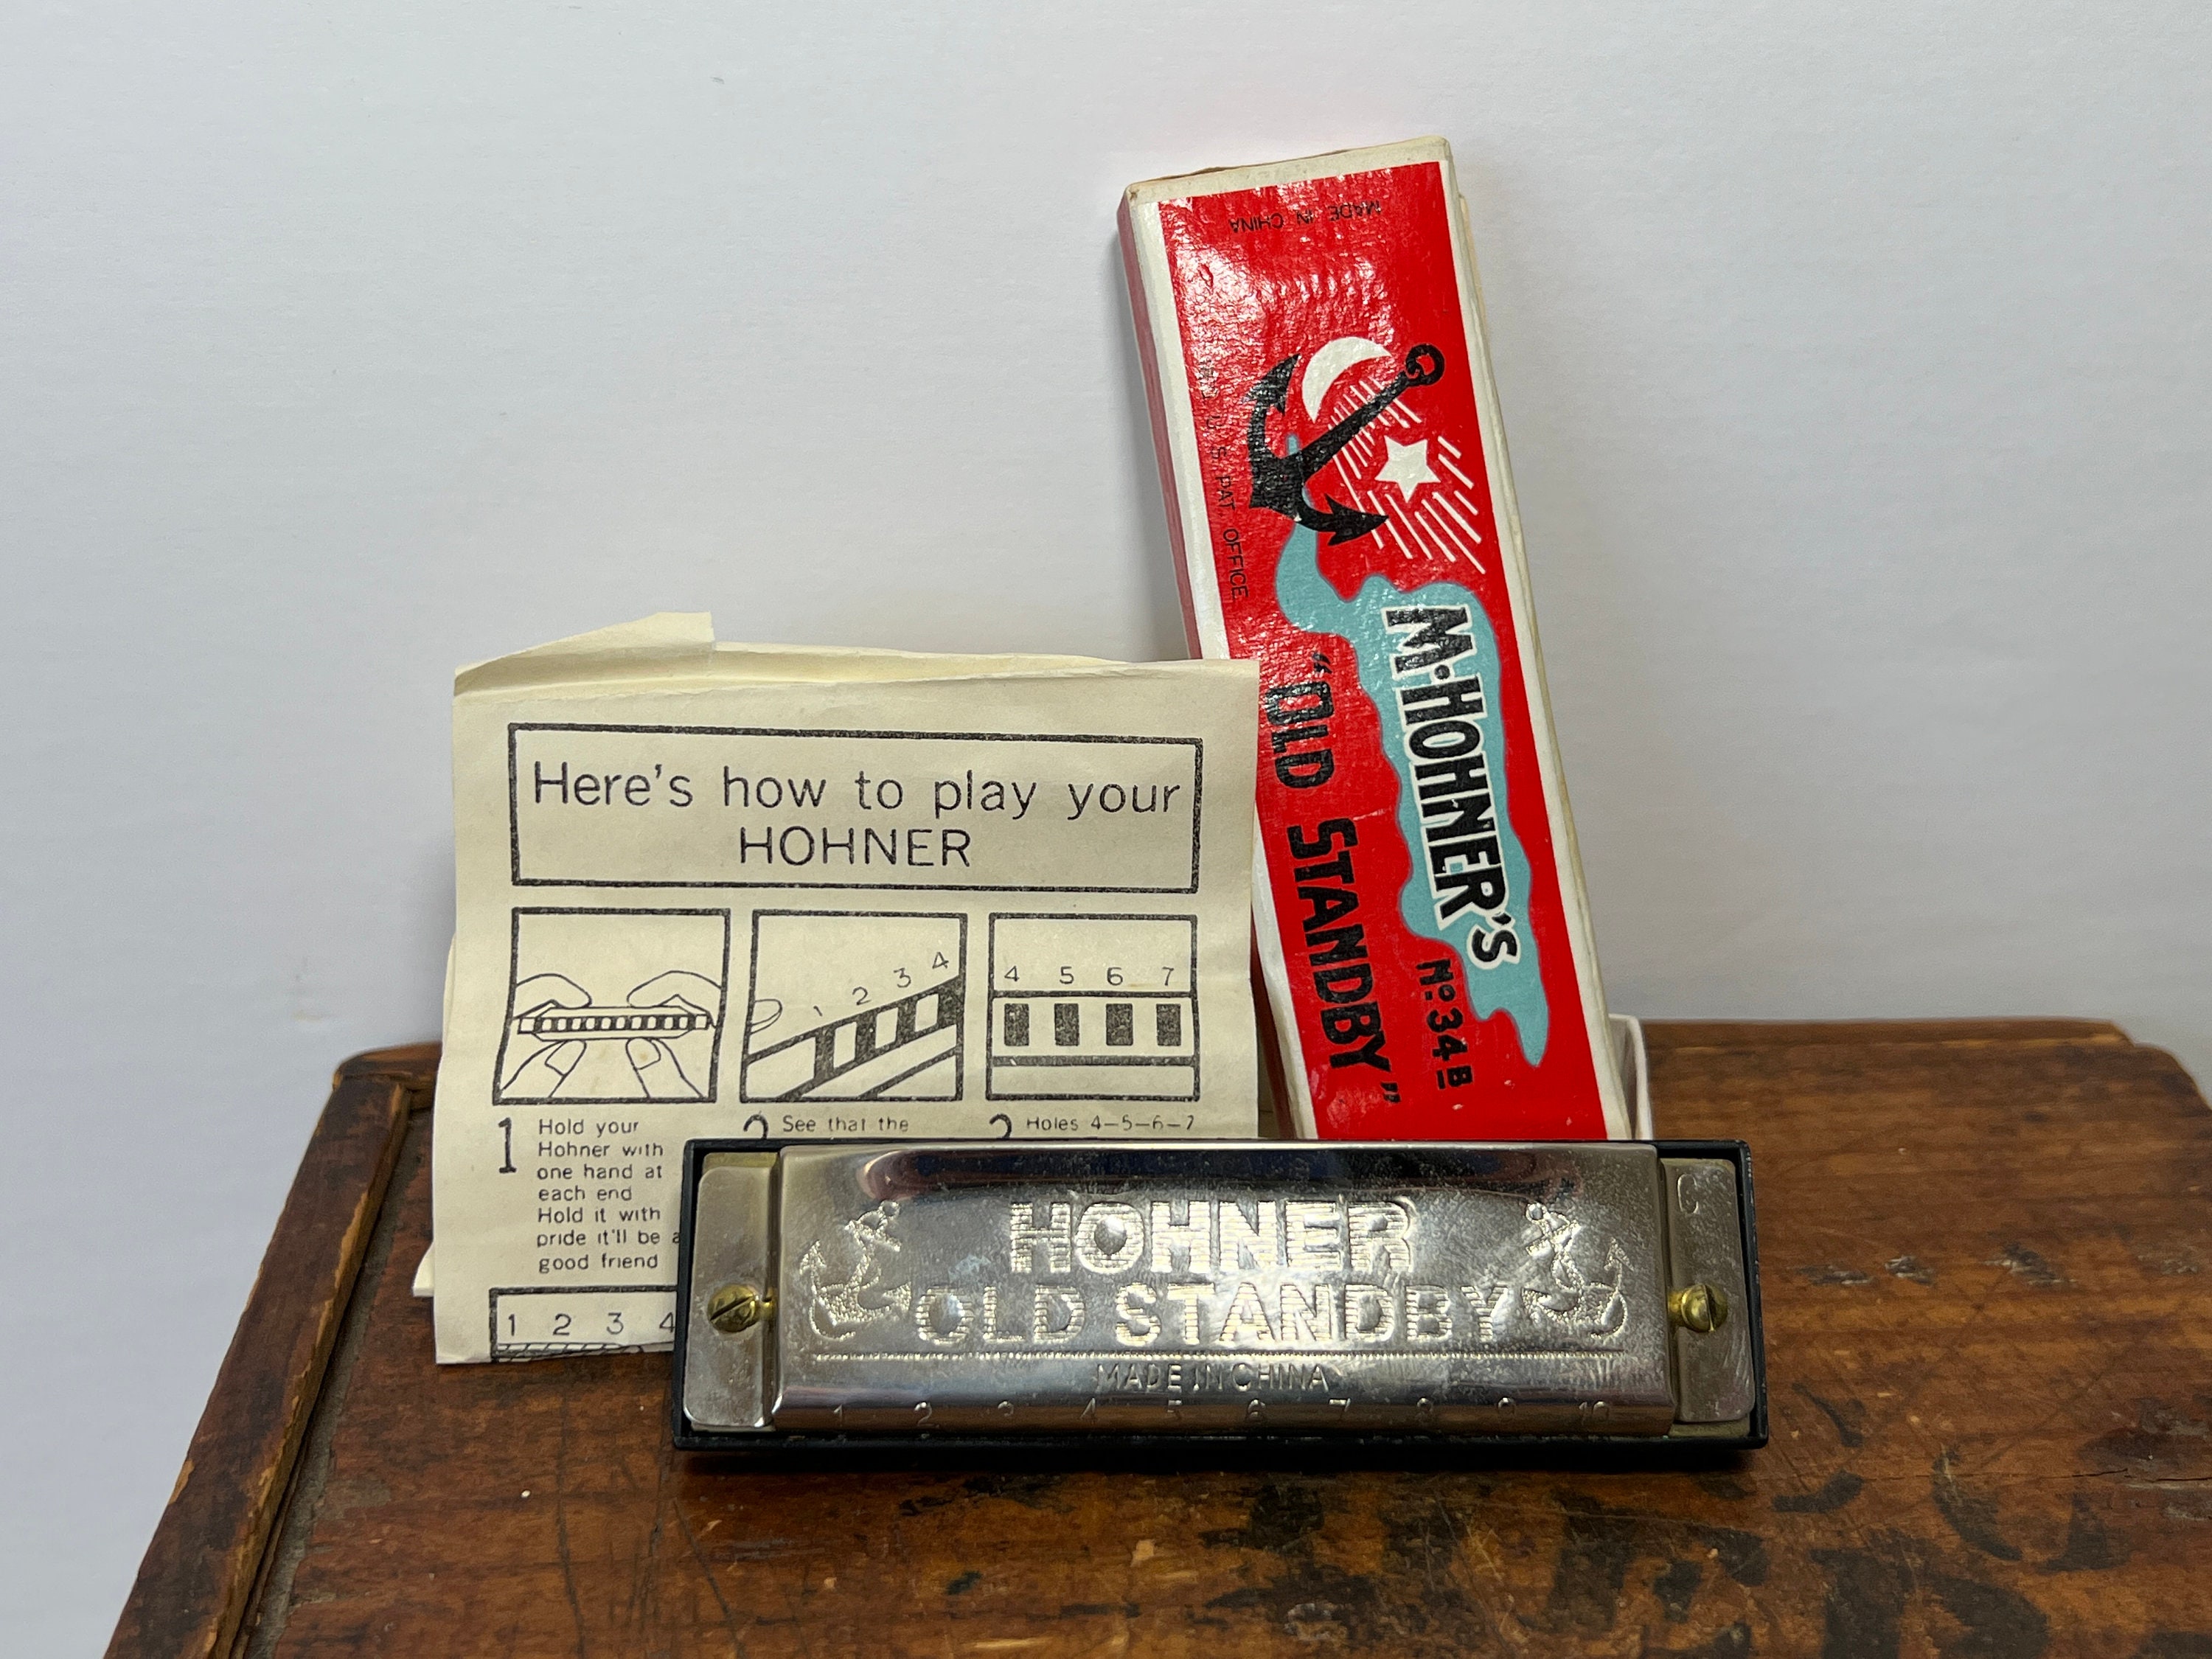 Here's how to play your
HOHNER
1 2 3 4
4 5 6 7
1 Hold your
Hohner with
one hand at
each end
Hold it with
pride it'll be a
good friend
See that the
Holes 4-5-6-7
1 2 3 4
MADE IN CHINA
U.S. PAT. OFFICE.
M. HOHNER'S
"OLD STANDBY"
No. 34 B
C
HOHNER
OLD STANDBY
MADE IN CHINA
1 2 3 4 5 6 7 8 9 10